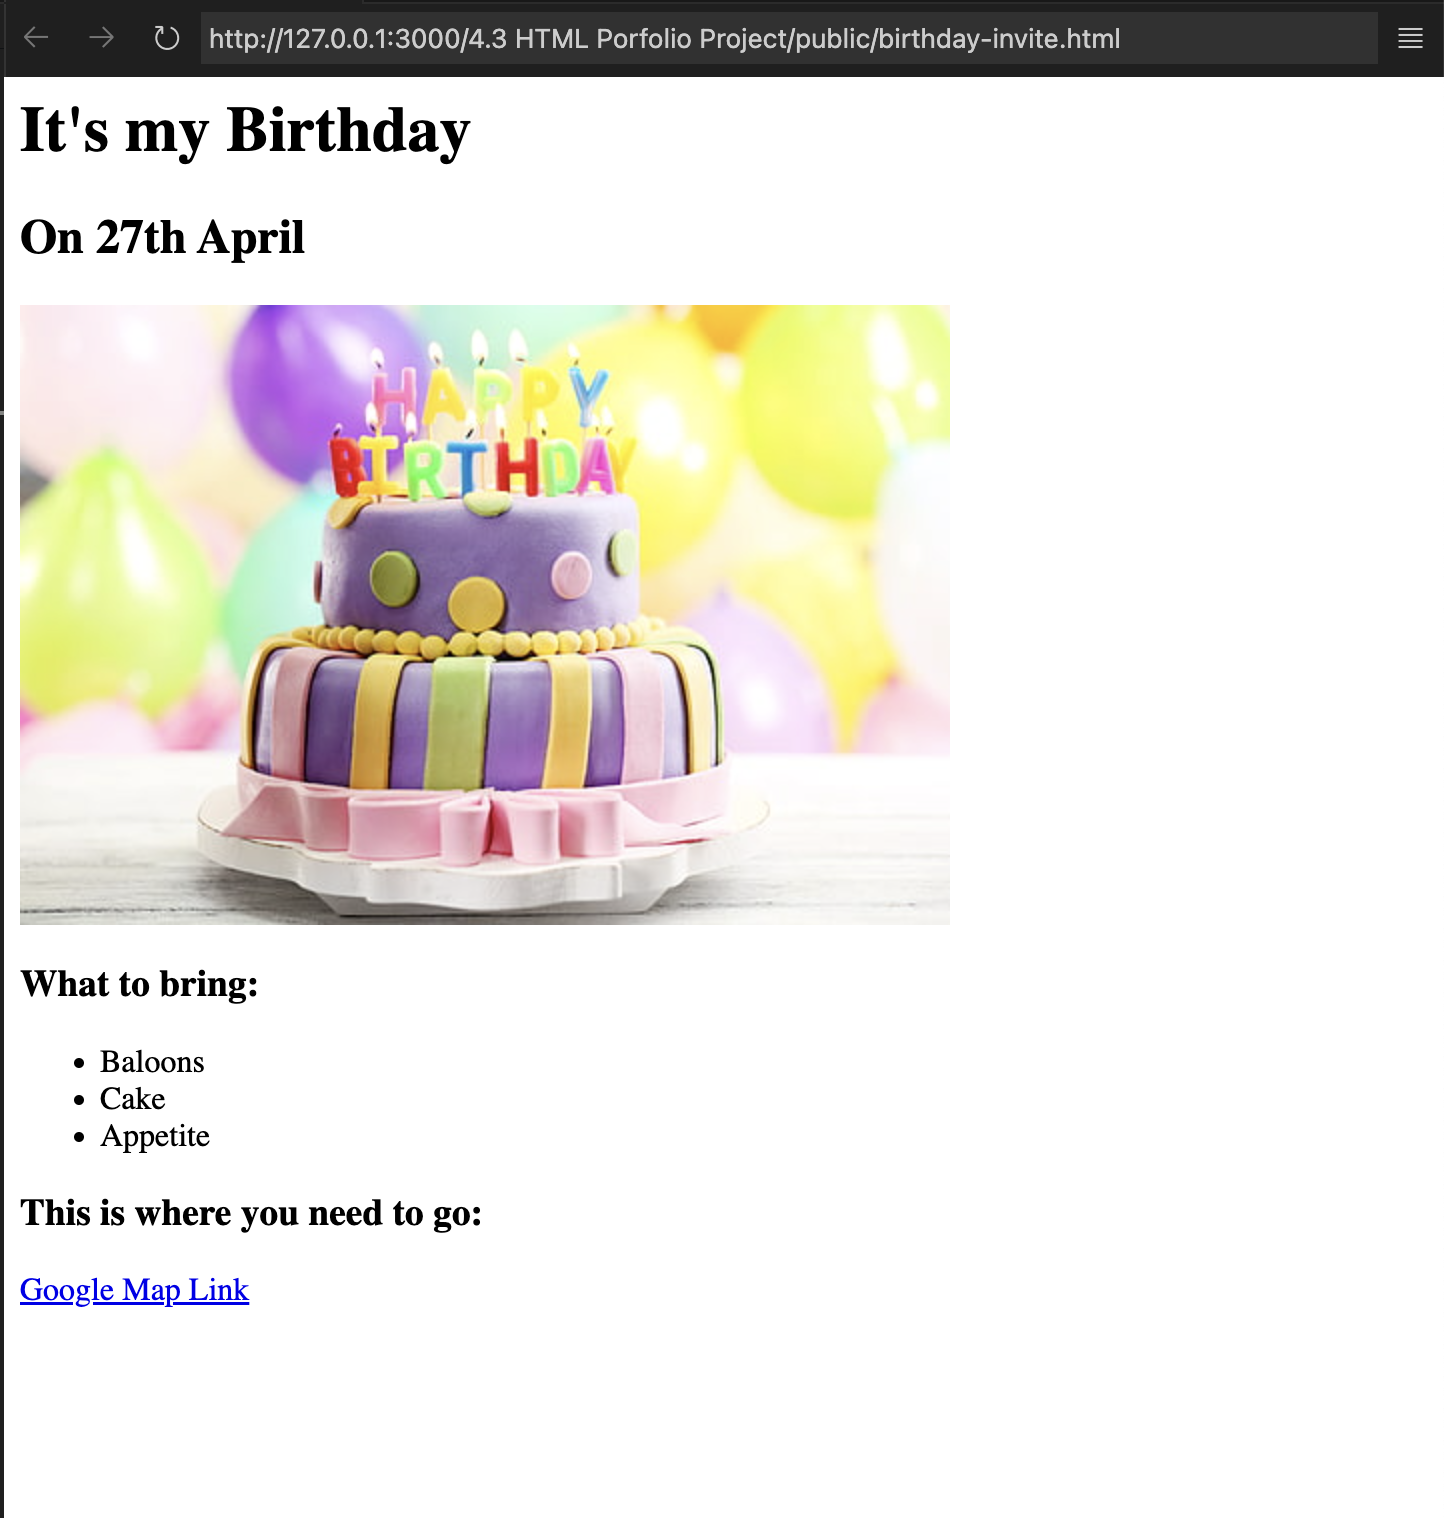 http://127.0.0.1:3000/4.3 HTML Porfolio Project/public/birthday-invite.html
It's my Birthday
On 27th April
HAPPY
BIRTHDAY
What to bring:
Baloons
Cake
Appetite
This is where you need to go:
Google Map Link